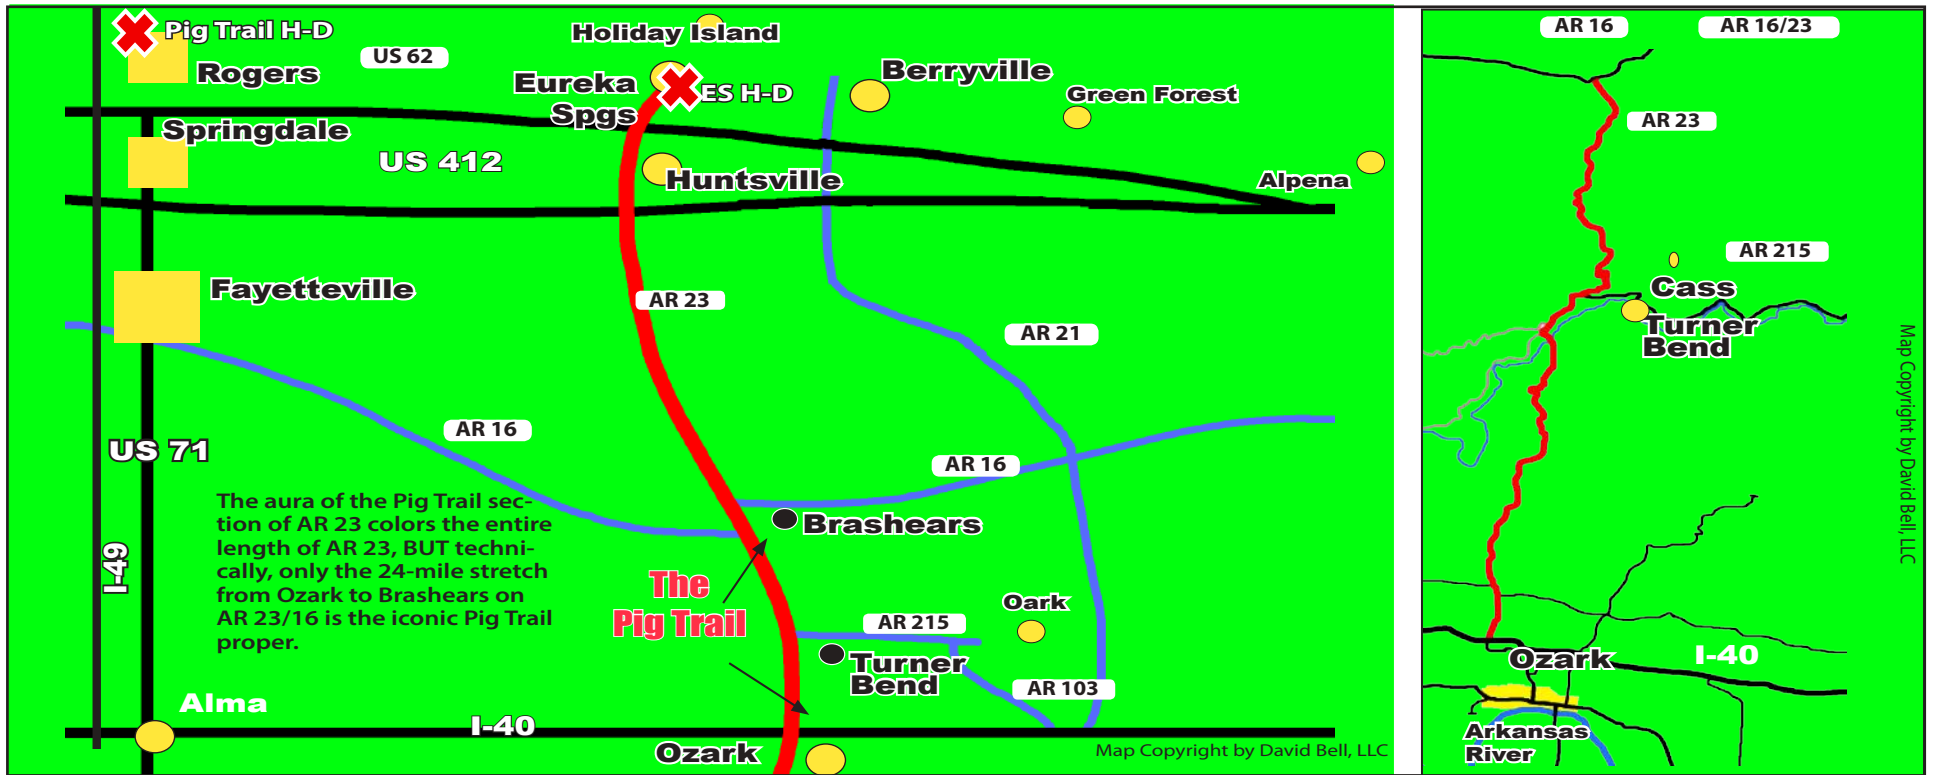 Pig Trail H-D
Rogers
US 62
Holiday Island
Eureka
Spgs
ES H-D
Berryville
Green Forest
Springdale
US 412
Huntsville
Alpena
Fayetteville
AR 23
AR 21
AR 16
AR 16
US 71
I-49
The aura of the Pig Trail sec-
tion of AR 23 colors the entire
length of AR 23, BUT techni-
cally, only the 24-mile stretch
from Ozark to Brashears on
AR 23/16 is the iconic Pig Trail
proper.
Brashears
The
Pig Trail
Oark
AR 215
Turner
Bend
AR 103
Alma
I-40
Ozark
Map Copyright by David Bell, LLC
AR 16
AR 16/23
AR 23
AR 215
Cass
Turner
Bend
Map Copyright by David Bell, LLC
Ozark
I-40
Arkansas
River